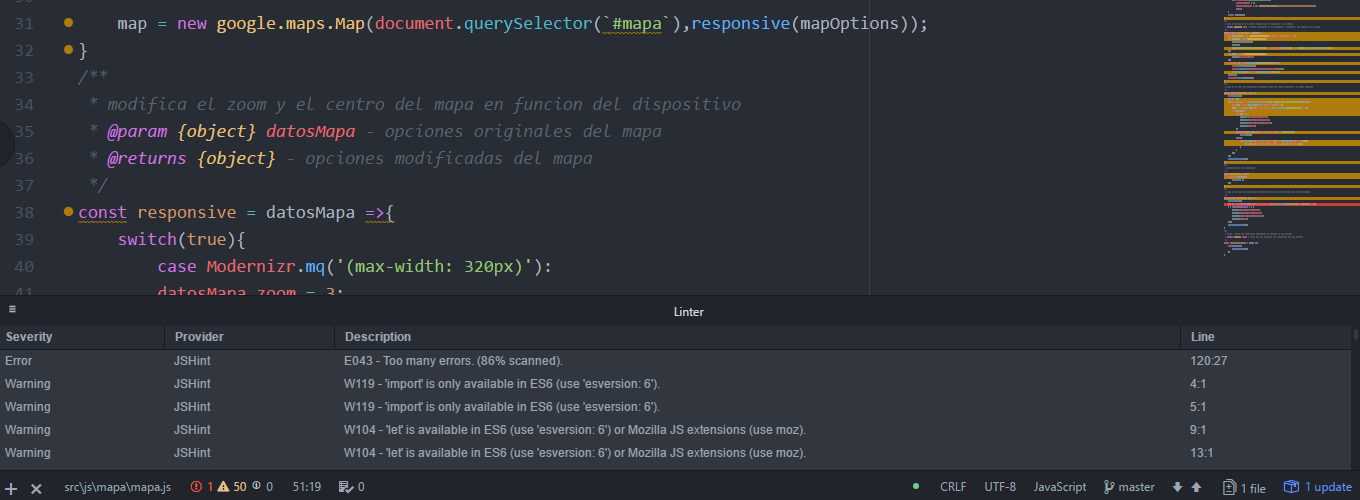 31 map = new google.maps.Map(document.querySelector(`#mapa`),responsive(mapOptions));
32 }
33 /**
34 * modifica el zoom y el centro del mapa en funcion del dispositivo
35 * @param {object} datosMapa - opciones originales del mapa
36 * @returns {object} - opciones modificadas del mapa
37 */
38 const responsive = datosMapa =>{
39 switch(true){
40 case Modernizr.mq('(max-width: 320px)'):
41 datosMapa.zoom = 3;
Linter
Severity Provider Description Line
Error JSHint E043 - Too many errors. (86% scanned). 120:27
Warning JSHint W119 - 'import' is only available in ES6 (use 'esversion: 6'). 4:1
Warning JSHint W119 - 'import' is only available in ES6 (use 'esversion: 6'). 5:1
Warning JSHint W104 - 'let' is available in ES6 (use 'esversion: 6') or Mozilla JS extensions (use moz). 9:1
Warning JSHint W104 - 'let' is available in ES6 (use 'esversion: 6') or Mozilla JS extensions (use moz). 13:1
src\js\mapa\mapa.js 1 50 0 51:19 0 CRLF UTF-8 JavaScript master 1 file 1 update